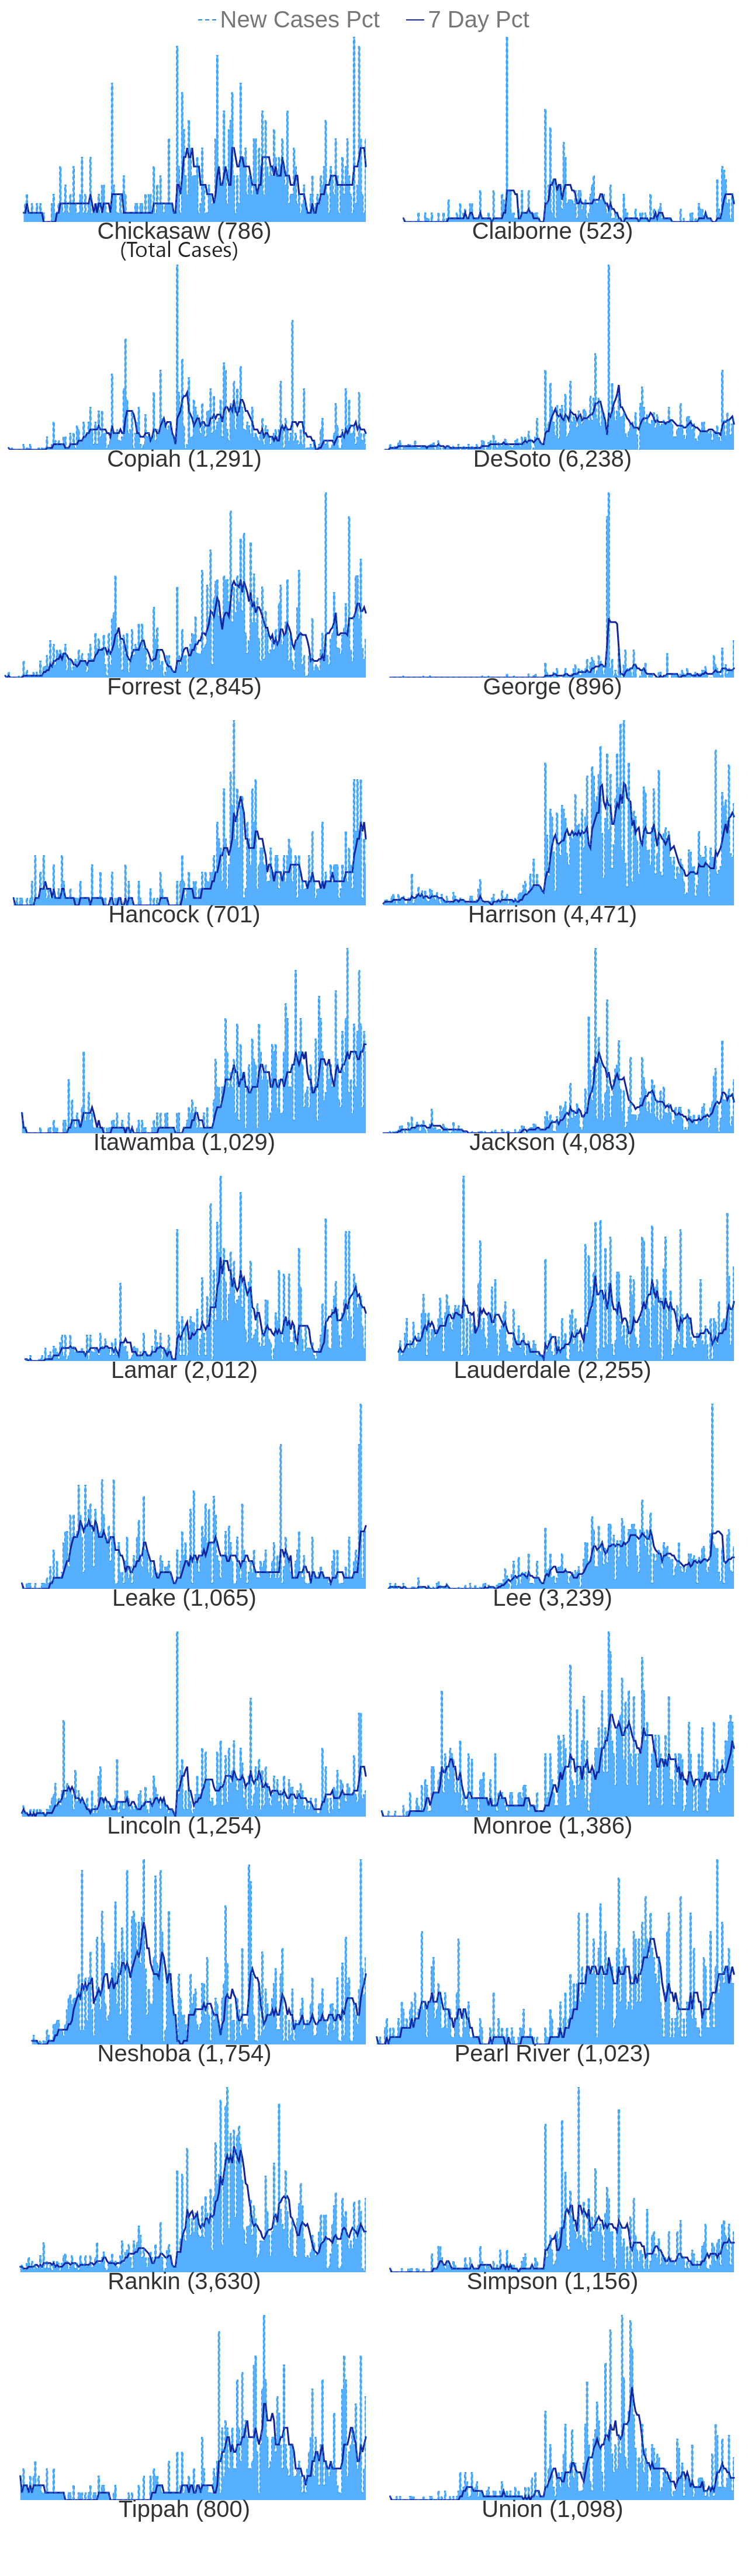 New Cases Pct 7 Day Pct
Chickasaw (786) Claiborne (523)
(Total Cases)
Copiah (1,291) DeSoto (6,238)
Forrest (2,845) George (896)
Hancock (701) Harrison (4,471)
Itawamba (1,029) Jackson (4,083)
Lamar (2,012) Lauderdale (2,255)
Leake (1,065) Lee (3,239)
Lincoln (1,254) Monroe (1,386)
Neshoba (1,754) Pearl River (1,023)
Rankin (3,630) Simpson (1,156)
Tippah (800) Union (1,098)